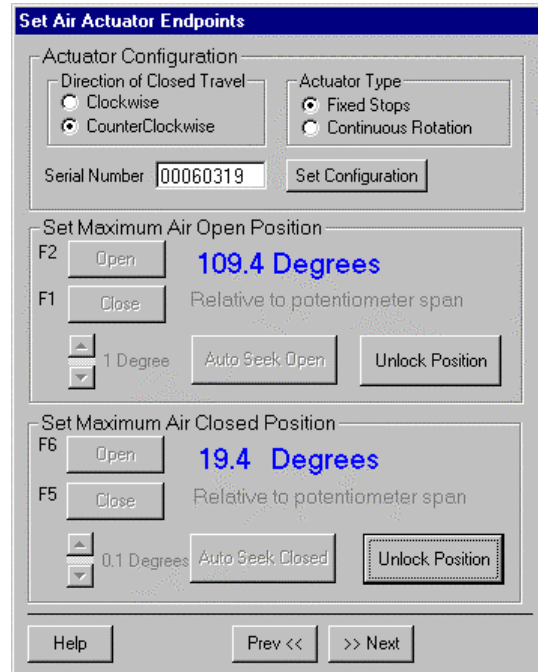 Set Air Actuator Endpoints
Actuator Configuration
Direction of Closed Travel
Clockwise
CounterClockwise
Actuator Type
Fixed Stops
Continuous Rotation
Serial Number 00060319 Set Configuration
Set Maximum Air Open Position
F2 Open 109.4 Degrees
F1 Close Relative to potentiometer span
1 Degree Auto Seek Open Unlock Position
Set Maximum Air Closed Position
F6 Open 19.4 Degrees
F5 Close Relative to potentiometer span
0.1 Degrees Auto Seek Closed Unlock Position
Help Prev << >> Next